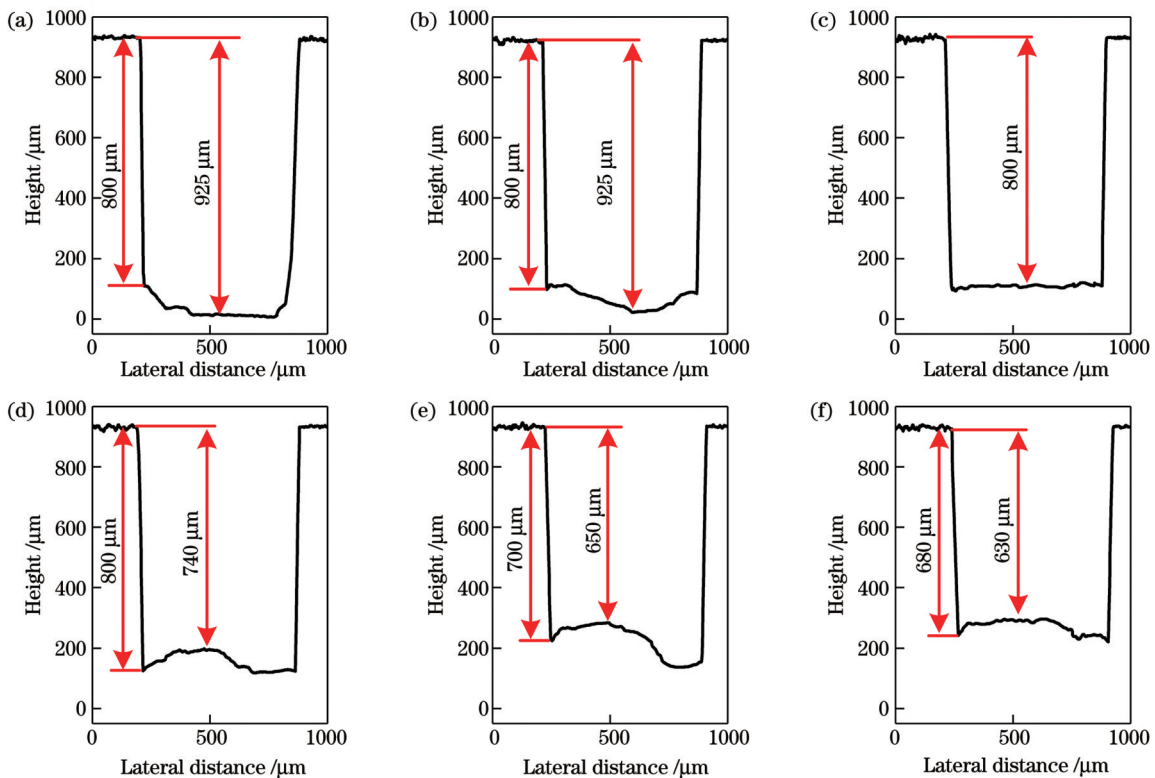 (a)
1000
800
600
400
200
0
Height /μm
800 μm
925 μm
0
500
1000
Lateral distance /μm
(b)
1000
800
600
400
200
0
Height /μm
800 μm
925 μm
0
500
1000
Lateral distance /μm
(c)
1000
800
600
400
200
0
Height /μm
800 μm
0
500
1000
Lateral distance /μm
(d)
1000
800
600
400
200
0
Height /μm
800 μm
740 μm
0
500
1000
Lateral distance /μm
(e)
1000
800
600
400
200
0
Height /μm
700 μm
650 μm
0
500
1000
Lateral distance /μm
(f)
1000
800
600
400
200
0
Height /μm
680 μm
630 μm
0
500
1000
Lateral distance /μm